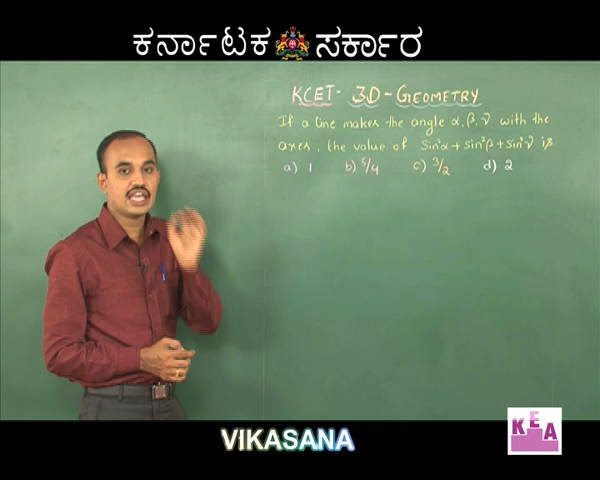 ಕರ್ನಾಟಕ ಸರ್ಕಾರ
KCET - 3D - GEOMETRY
If a line makes the angle α, β, γ with the
axes, the value of sin²α + sin²β + sin²γ is
a) 1 b) 5/4 c) 3/2 d) 2
VIKASANA
KEA